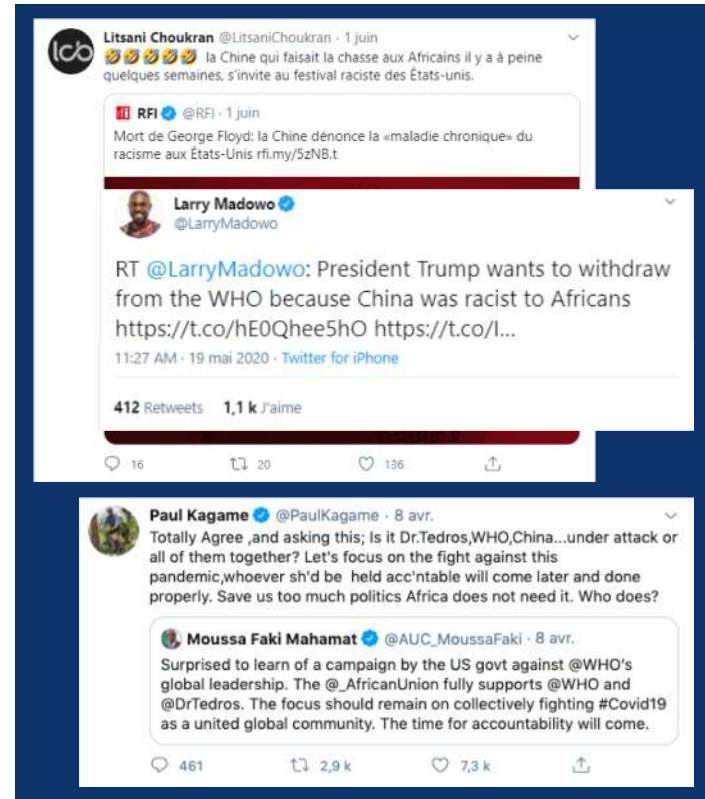 lcb
Litsani Choukran @LitsaniChoukran · 1 juin
🤣🤣🤣🤣🤣 la Chine qui faisait la chasse aux Africains il y a à peine
quelques semaines, s'invite au festival raciste des États-unis.
rfi RFI @RFI · 1 juin
Mort de George Floyd: la Chine dénonce la «maladie chronique» du
racisme aux États-Unis rfi.my/5zNB.t
Larry Madowo
@LarryMadowo
RT @LarryMadowo: President Trump wants to withdraw
from the WHO because China was racist to Africans
https://t.co/hE0Qhee5hO https://t.co/I...
11:27 AM · 19 mai 2020 · Twitter for iPhone
412 Retweets 1,1 k J'aime
16 20 136
Paul Kagame @PaulKagame · 8 avr.
Totally Agree ,and asking this; Is it Dr.Tedros,WHO,China...under attack or
all of them together? Let's focus on the fight against this
pandemic,whoever sh'd be held acc'ntable will come later and done
properly. Save us too much politics Africa does not need it. Who does?
Moussa Faki Mahamat @AUC_MoussaFaki · 8 avr.
Surprised to learn of a campaign by the US govt against @WHO's
global leadership. The @_AfricanUnion fully supports @WHO and
@DrTedros. The focus should remain on collectively fighting #Covid19
as a united global community. The time for accountability will come.
461 2,9 k 7,3 k